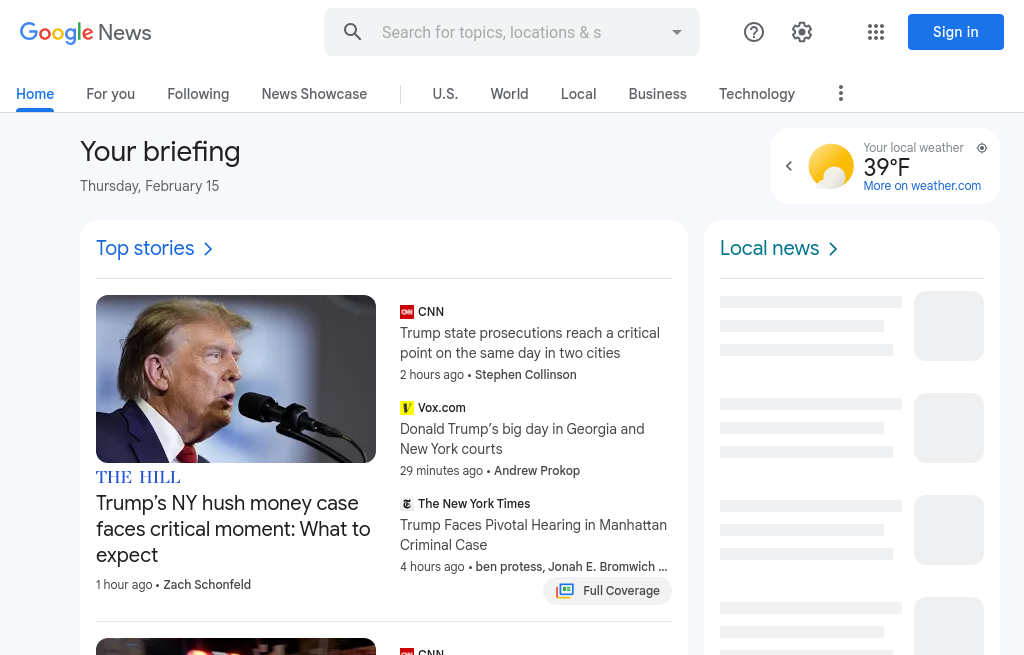 Google News
Search for topics, locations & s
Sign in
Home
For you
Following
News Showcase
U.S.
World
Local
Business
Technology
Your briefing
Thursday, February 15
Your local weather
39°F
More on weather.com
Top stories
THE HILL
Trump’s NY hush money case
faces critical moment: What to
expect
1 hour ago • Zach Schonfeld
CNN
Trump state prosecutions reach a critical
point on the same day in two cities
2 hours ago • Stephen Collinson
Vox.com
Donald Trump’s big day in Georgia and
New York courts
29 minutes ago • Andrew Prokop
The New York Times
Trump Faces Pivotal Hearing in Manhattan
Criminal Case
4 hours ago • ben protess, Jonah E. Bromwich ...
Full Coverage
CNN
Local news